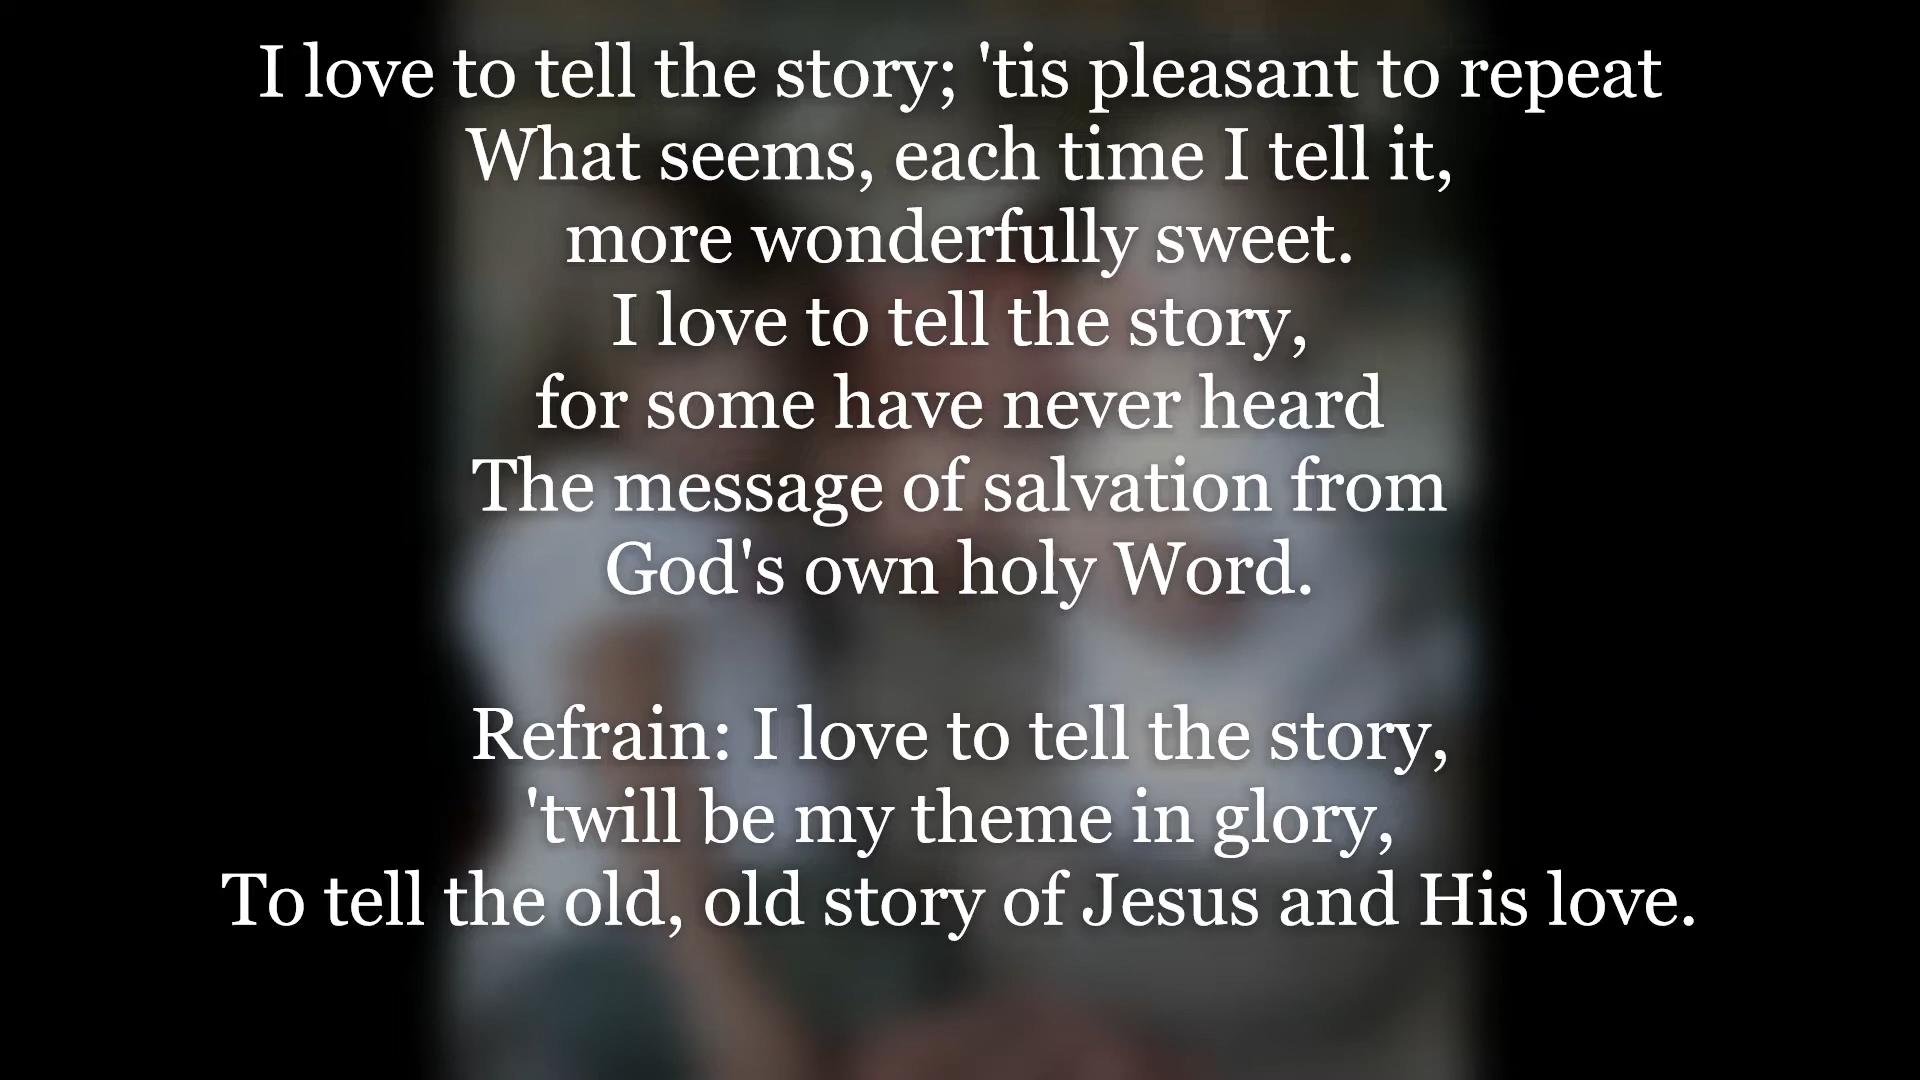 I love to tell the story; 'tis pleasant to repeat
What seems, each time I tell it,
more wonderfully sweet.
I love to tell the story,
for some have never heard
The message of salvation from
God's own holy Word.
Refrain: I love to tell the story,
'twill be my theme in glory,
To tell the old, old story of Jesus and His love.